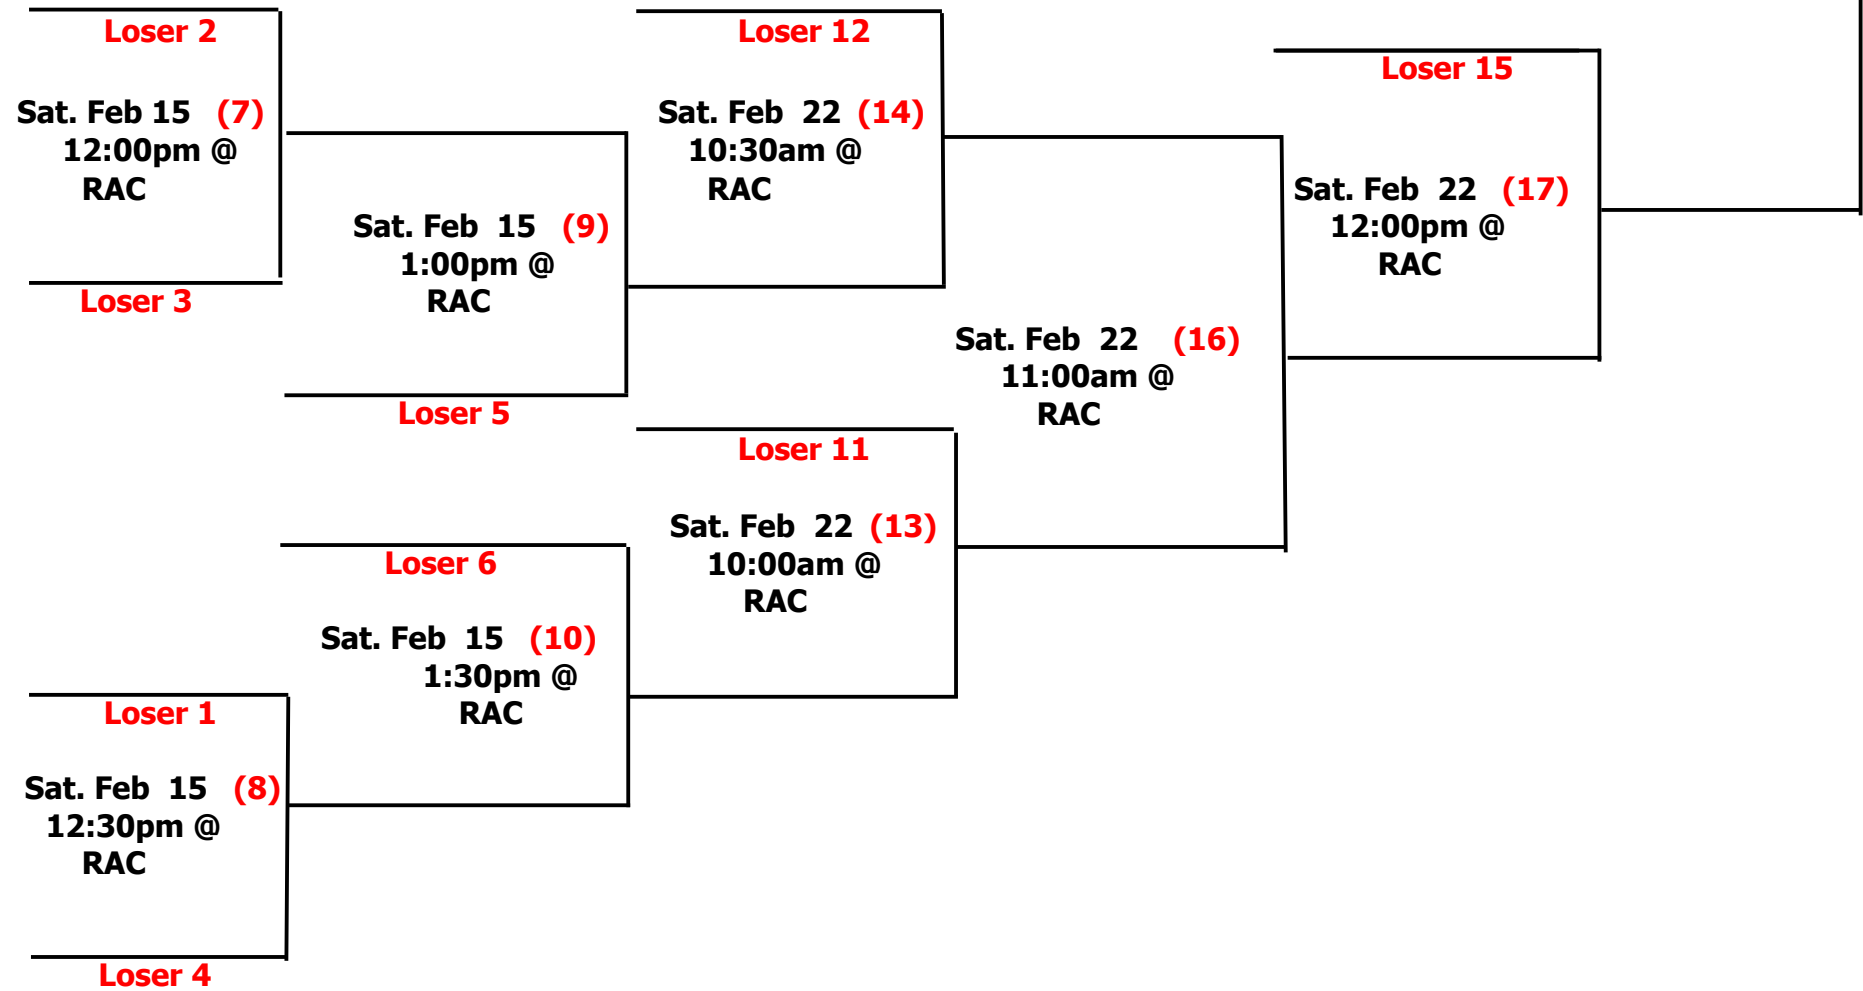 Loser 2
Sat. Feb 15 (7)
12:00pm @
RAC
Loser 3
Sat. Feb 15 (9)
1:00pm @
RAC
Loser 5
Loser 12
Sat. Feb 22 (14)
10:30am @
RAC
Loser 15
Sat. Feb 22 (17)
12:00pm @
RAC
Sat. Feb 22 (16)
11:00am @
RAC
Loser 11
Sat. Feb 22 (13)
10:00am @
RAC
Loser 6
Sat. Feb 15 (10)
1:30pm @
RAC
Loser 1
Sat. Feb 15 (8)
12:30pm @
RAC
Loser 4